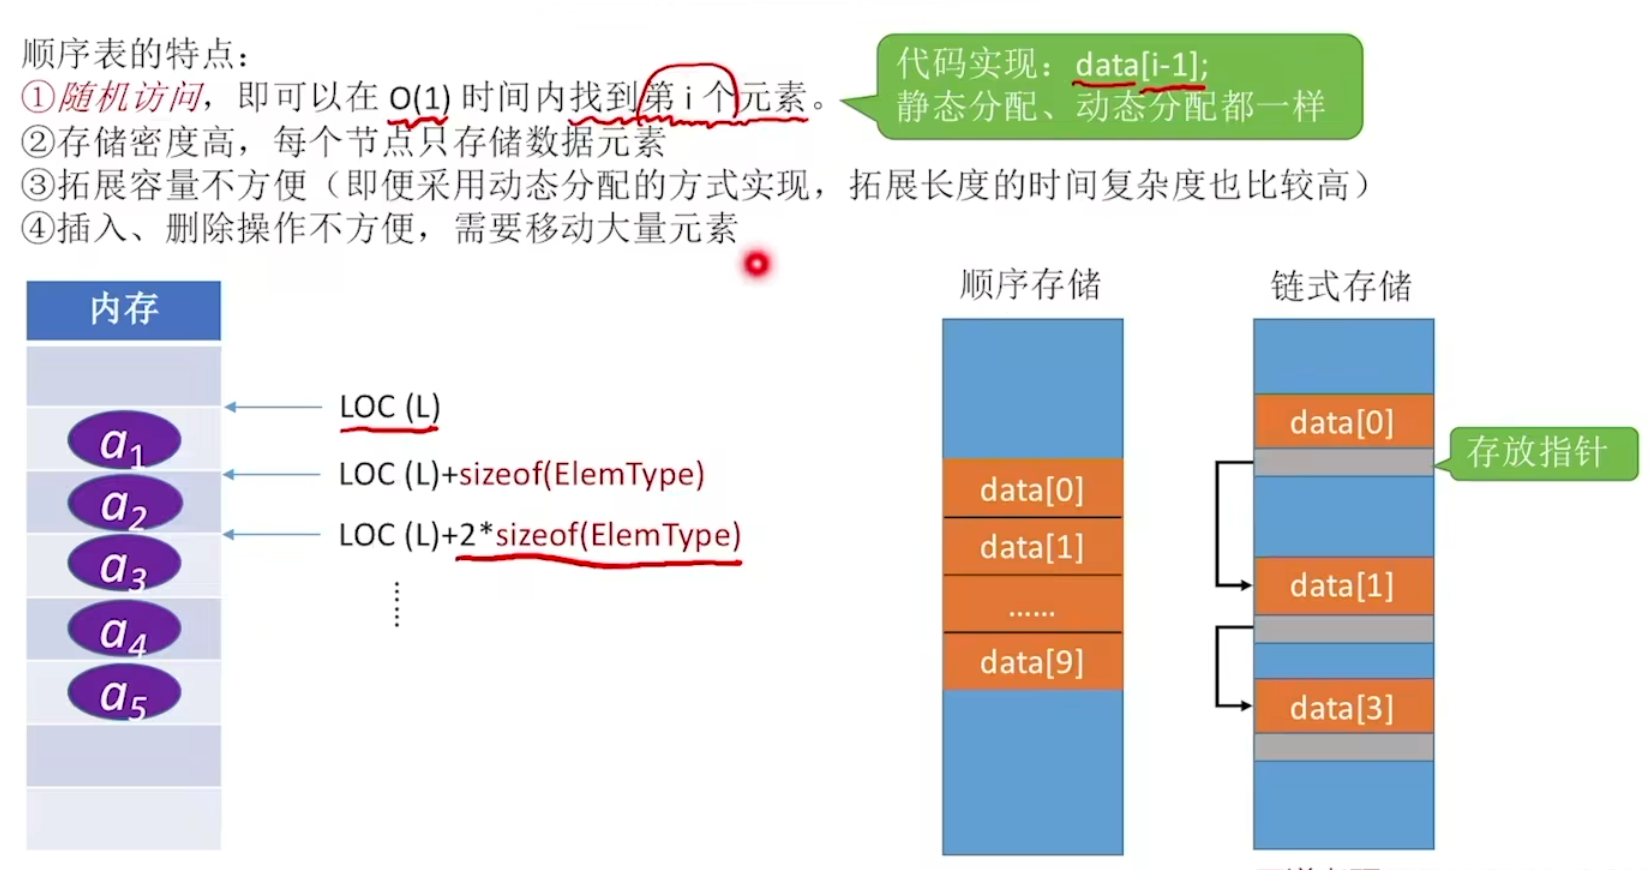 顺序表的特点：
①随机访问，即可以在 O(1) 时间内找到第 i 个元素。
代码实现：data[i-1];
静态分配、动态分配都一样
②存储密度高，每个节点只存储数据元素
③拓展容量不方便（即便采用动态分配的方式实现，拓展长度的时间复杂度也比较高）
④插入、删除操作不方便，需要移动大量元素
内存
a1
a2
a3
a4
a5
LOC (L)
LOC (L)+sizeof(ElemType)
LOC (L)+2*sizeof(ElemType)
顺序存储
data[0]
data[1]
......
data[9]
链式存储
data[0]
存放指针
data[1]
data[3]